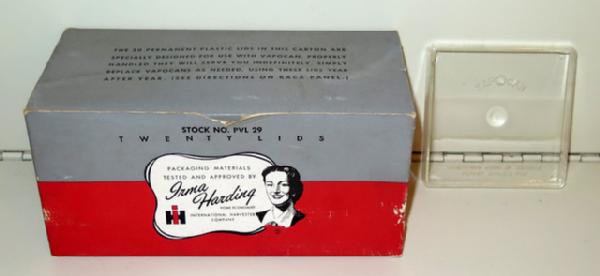 THE 20 PERMANENT PLASTIC LIDS IN THIS CARTON ARE
SPECIALLY DESIGNED FOR USE WITH VAPOCAN. PROPERLY
HANDLED THEY WILL SERVE YOU INDEFINITELY. SIMPLY
REPLACE VAPOCANS AS NEEDED, USING THESE LIDS YEAR
AFTER YEAR. (SEE DIRECTIONS ON BACK PANEL.)
STOCK NO. PVL 29
TWENTY LIDS
PACKAGING MATERIALS
TESTED AND APPROVED BY
Irma
Harding
HOME ECONOMIST
IH
INTERNATIONAL HARVESTER
COMPANY
VAPOCAN